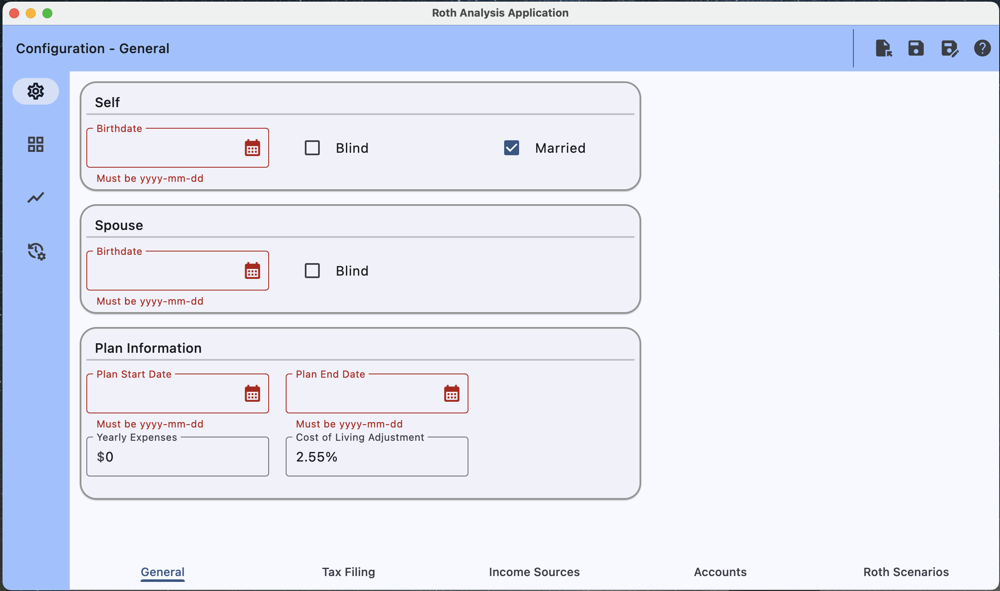 Roth Analysis Application
Configuration - General
Self
Birthdate
Blind
Married
Must be yyyy-mm-dd
Spouse
Birthdate
Blind
Must be yyyy-mm-dd
Plan Information
Plan Start Date
Plan End Date
Must be yyyy-mm-dd
Must be yyyy-mm-dd
Yearly Expenses
Cost of Living Adjustment
$0
2.55%
General
Tax Filing
Income Sources
Accounts
Roth Scenarios